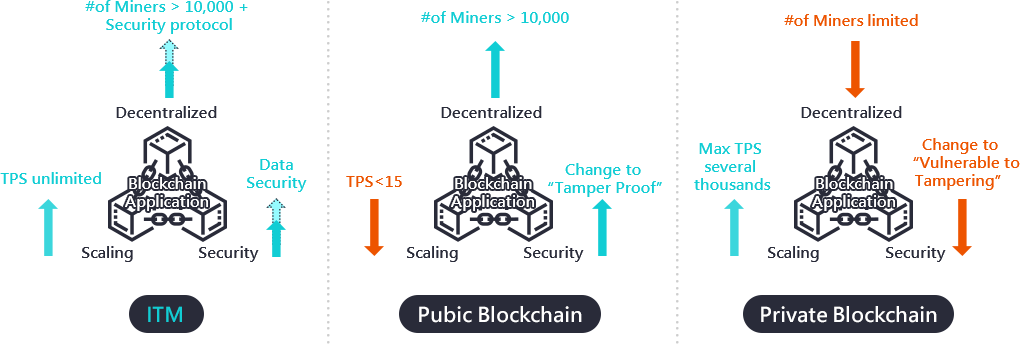 #of Miners > 10,000 +
Security protocol
Decentralized
TPS unlimited
Data
Security
Blockchain
Application
Scaling
Security
ITM
#of Miners > 10,000
Decentralized
TPS<15
Change to
“Tamper Proof”
Blockchain
Application
Scaling
Security
Pubic Blockchain
#of Miners limited
Decentralized
Max TPS
several
thousands
Change to
“Vulnerable to
Tampering”
Blockchain
Application
Scaling
Security
Private Blockchain